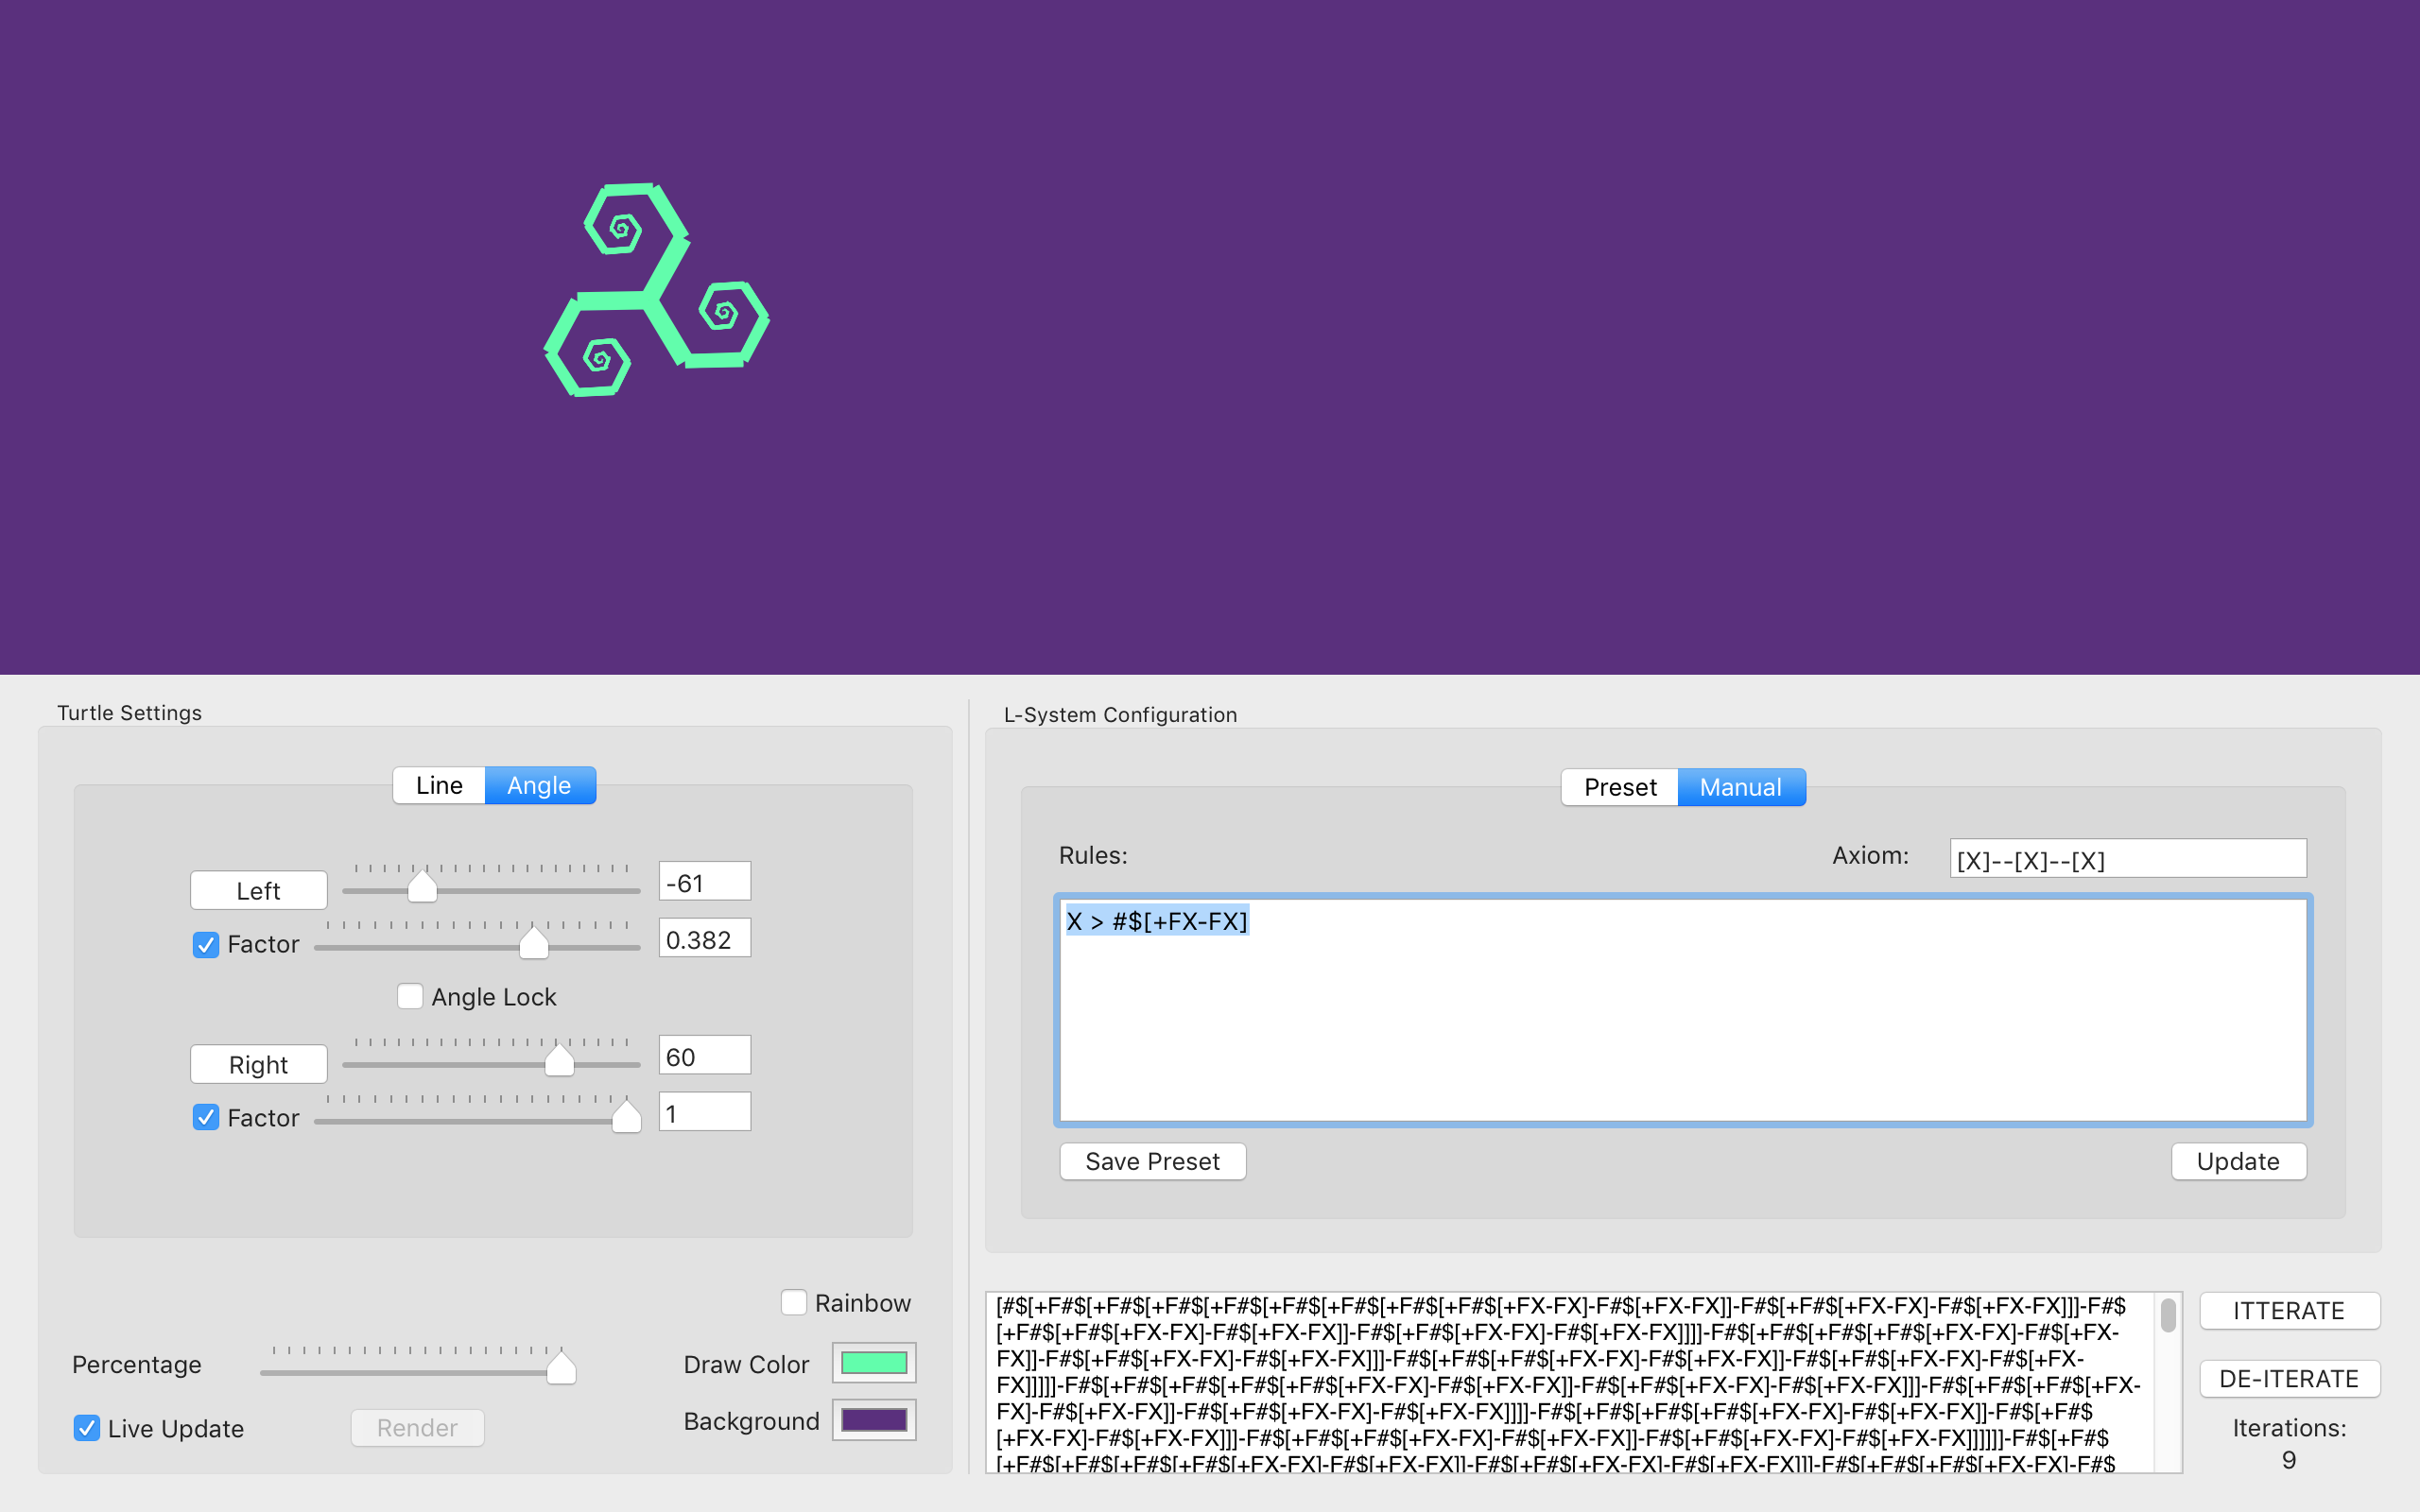 Turtle Settings
Line Angle
Left -61
Factor 0.382
Angle Lock
Right 60
Factor 1
Rainbow
Percentage
Draw Color
Live Update
Render
Background
L-System Configuration
Preset Manual
Rules:
Axiom: [X]--[X]--[X]
X > #$[+FX-FX]
Save Preset
Update
[#$[+F#$[+F#$[+F#$[+F#$[+F#$[+F#$[+F#$[+F#$[+FX-FX]-F#$[+FX-FX]]-F#$[+F#$[+FX-FX]-F#$[+FX-FX]]]-F#$
[+F#$[+F#$[+FX-FX]-F#$[+FX-FX]]-F#$[+F#$[+FX-FX]-F#$[+FX-FX]]]]-F#$[+F#$[+F#$[+F#$[+FX-FX]-F#$[+FX-
FX]]-F#$[+F#$[+FX-FX]-F#$[+FX-FX]]]-F#$[+F#$[+F#$[+FX-FX]-F#$[+FX-FX]]-F#$[+F#$[+FX-FX]-F#$[+FX-
FX]]]]]-F#$[+F#$[+F#$[+F#$[+F#$[+FX-FX]-F#$[+FX-FX]]-F#$[+F#$[+FX-FX]-F#$[+FX-FX]]]-F#$[+F#$[+F#$[+FX-
FX]-F#$[+FX-FX]]-F#$[+F#$[+FX-FX]-F#$[+FX-FX]]]]-F#$[+F#$[+F#$[+F#$[+FX-FX]-F#$[+FX-FX]]-F#$[+F#$
[+FX-FX]-F#$[+FX-FX]]]-F#$[+F#$[+F#$[+FX-FX]-F#$[+FX-FX]]-F#$[+F#$[+FX-FX]-F#$[+FX-FX]]]]]]-F#$[+F#$
[+F#$[+F#$[+F#$[+F#$[+FX-FX]-F#$[+FX-FX]]-F#$[+F#$[+FX-FX]-F#$[+FX-FX]]]-F#$[+F#$[+F#$[+FX-FX]-F#$
ITTERATE
DE-ITERATE
Iterations:
9